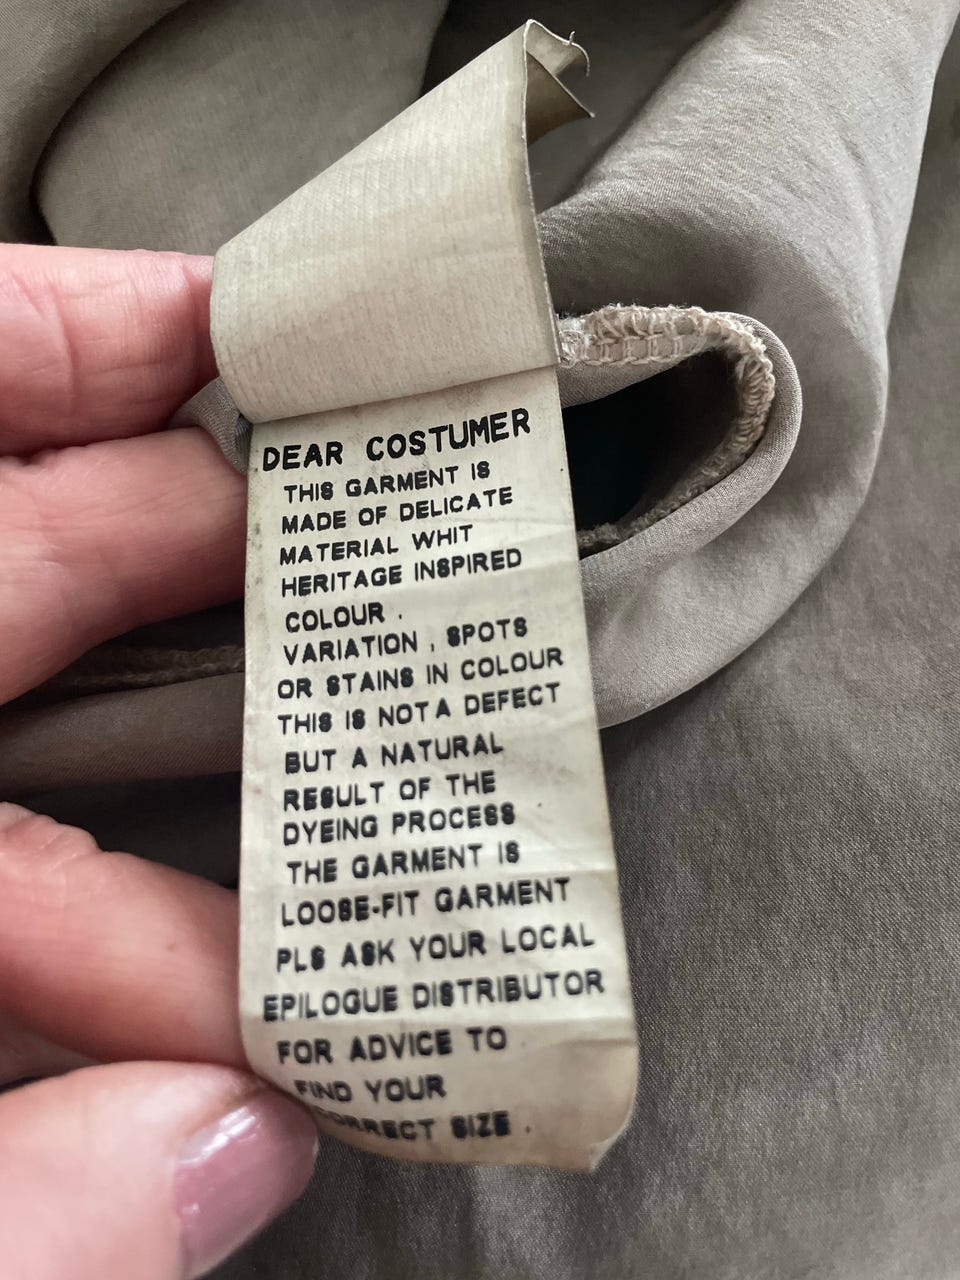 DEAR COSTUMER
THIS GARMENT IS
MADE OF DELICATE
MATERIAL WHIT
HERITAGE INSPIRED
COLOUR .
VARIATION , SPOTS
OR STAINS IN COLOUR
THIS IS NOT A DEFECT
BUT A NATURAL
RESULT OF THE
DYEING PROCESS
THE GARMENT IS
LOOSE-FIT GARMENT
PLS ASK YOUR LOCAL
EPILOGUE DISTRIBUTOR
FOR ADVICE TO
FIND YOUR
CORRECT SIZE .